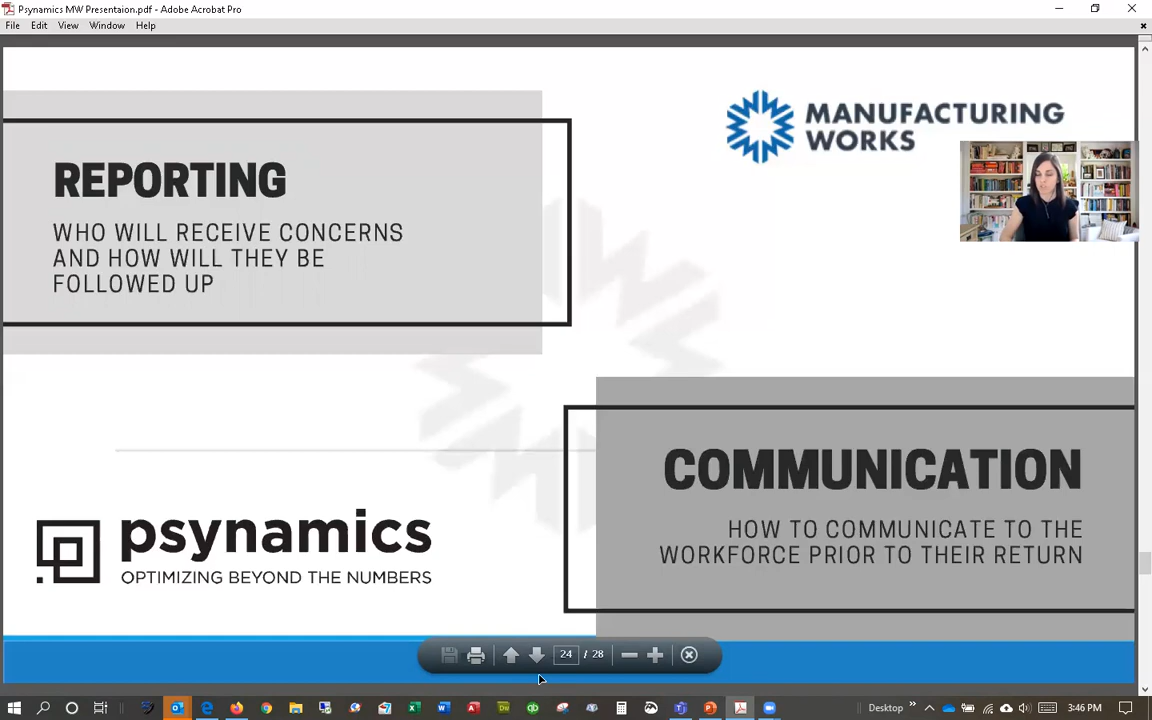 Psynamics MW Presentaion.pdf - Adobe Acrobat Pro
File Edit View Window Help
MANUFACTURING
WORKS
REPORTING
WHO WILL RECEIVE CONCERNS
AND HOW WILL THEY BE
FOLLOWED UP
COMMUNICATION
HOW TO COMMUNICATE TO THE
WORKFORCE PRIOR TO THEIR RETURN
psynamics
OPTIMIZING BEYOND THE NUMBERS
24 / 28
Desktop
3:46 PM